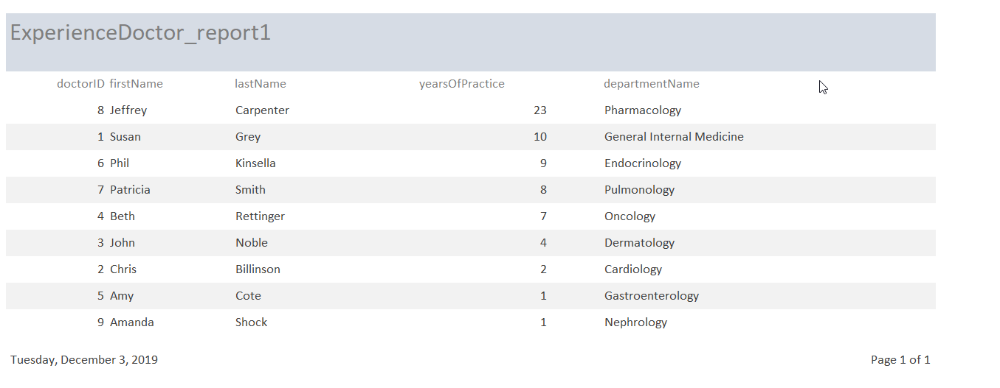 ExperienceDoctor_report1
doctorID firstName lastName yearsOfPractice departmentName
8 Jeffrey Carpenter 23 Pharmacology
1 Susan Grey 10 General Internal Medicine
6 Phil Kinsella 9 Endocrinology
7 Patricia Smith 8 Pulmonology
4 Beth Rettinger 7 Oncology
3 John Noble 4 Dermatology
2 Chris Billinson 2 Cardiology
5 Amy Cote 1 Gastroenterology
9 Amanda Shock 1 Nephrology
Tuesday, December 3, 2019 Page 1 of 1